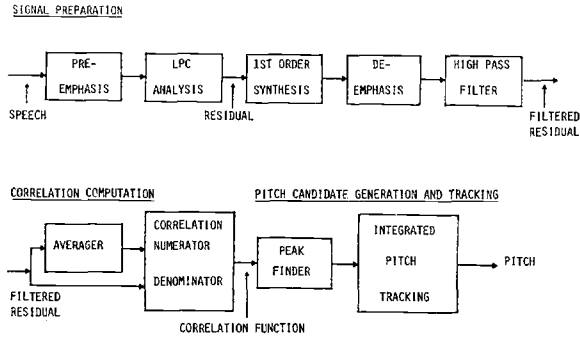 SIGNAL PREPARATION
PRE-
EMPHASIS
LPC
ANALYSIS
1ST ORDER
SYNTHESIS
DE-
EMPHASIS
HIGH PASS
FILTER
SPEECH
RESIDUAL
FILTERED
RESIDUAL
CORRELATION COMPUTATION
PITCH CANDIDATE GENERATION AND TRACKING
AVERAGER
CORRELATION
NUMERATOR
DENOMINATOR
PEAK
FINDER
INTEGRATED
PITCH
TRACKING
PITCH
FILTERED
RESIDUAL
CORRELATION FUNCTION